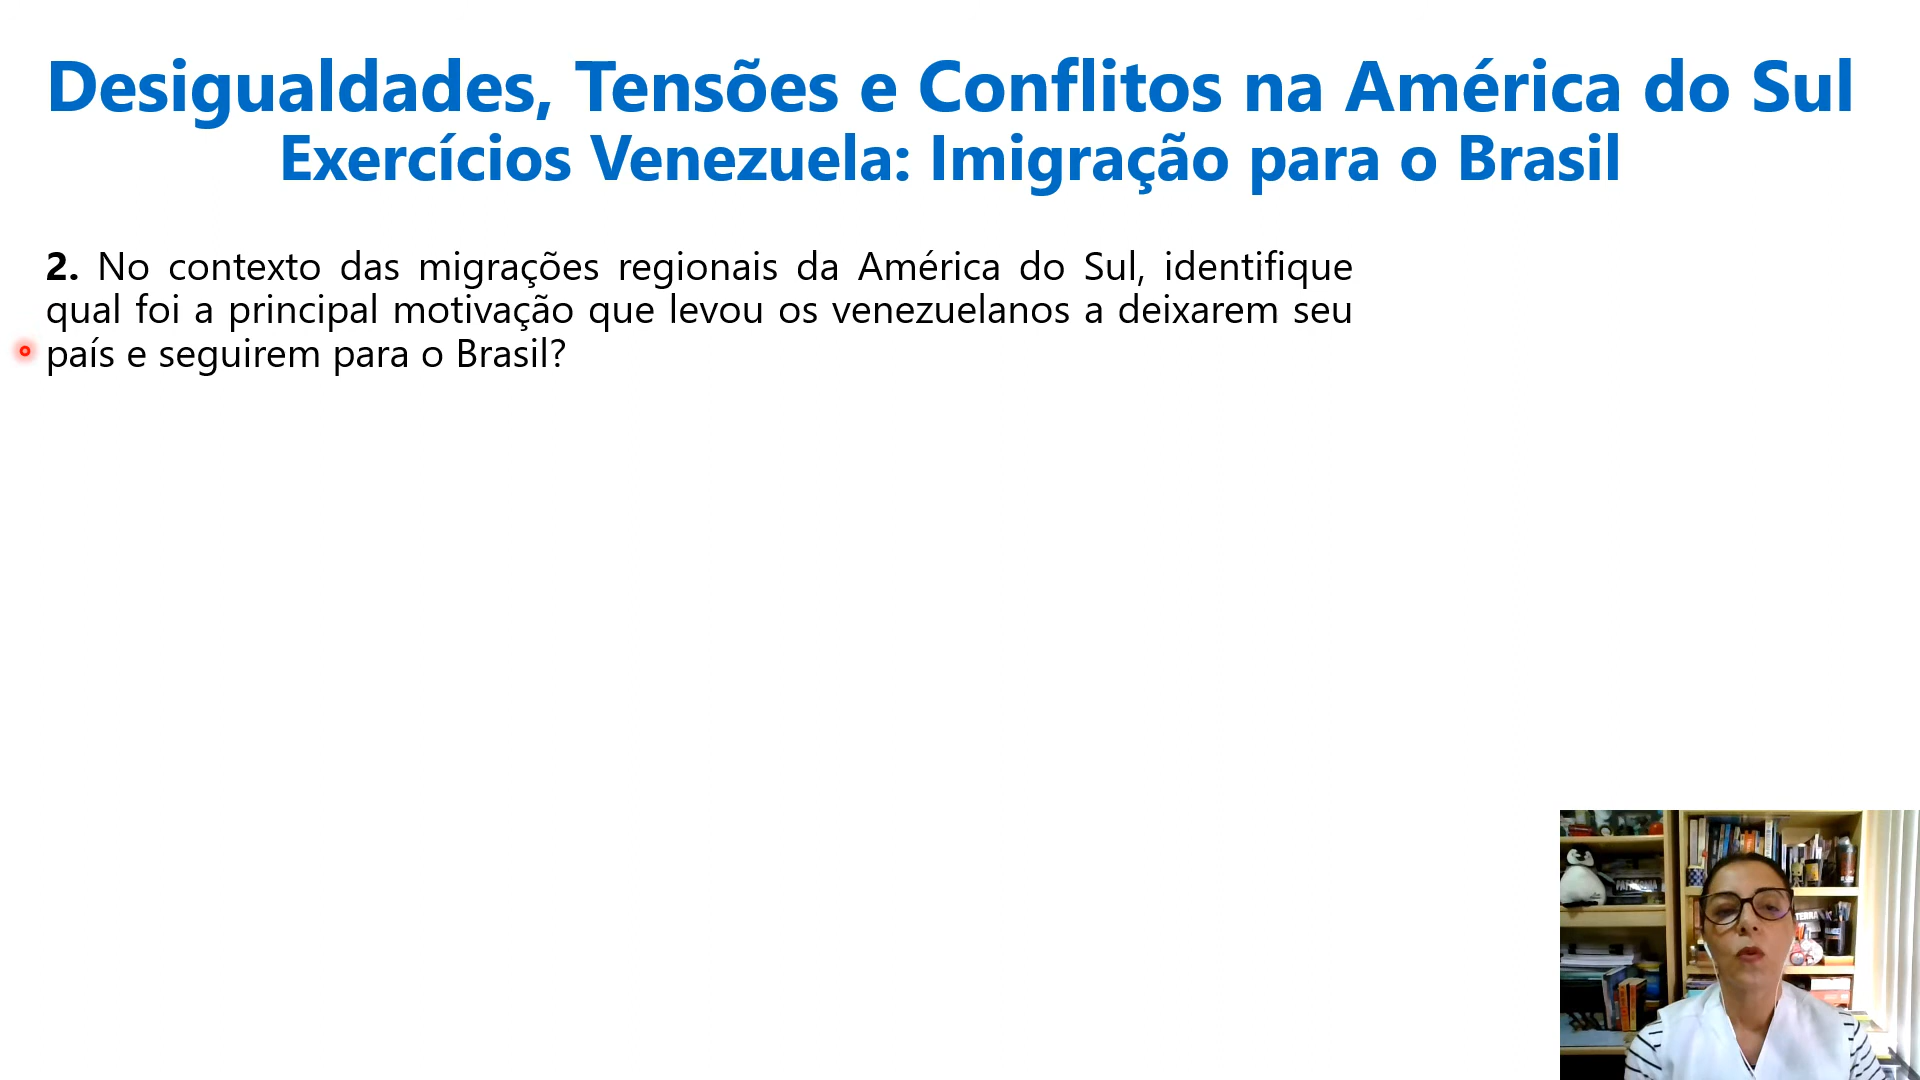 Desigualdades, Tensões e Conflitos na América do Sul
Exercícios Venezuela: Imigração para o Brasil
2. No contexto das migrações regionais da América do Sul, identifique
qual foi a principal motivação que levou os venezuelanos a deixarem seu
país e seguirem para o Brasil?